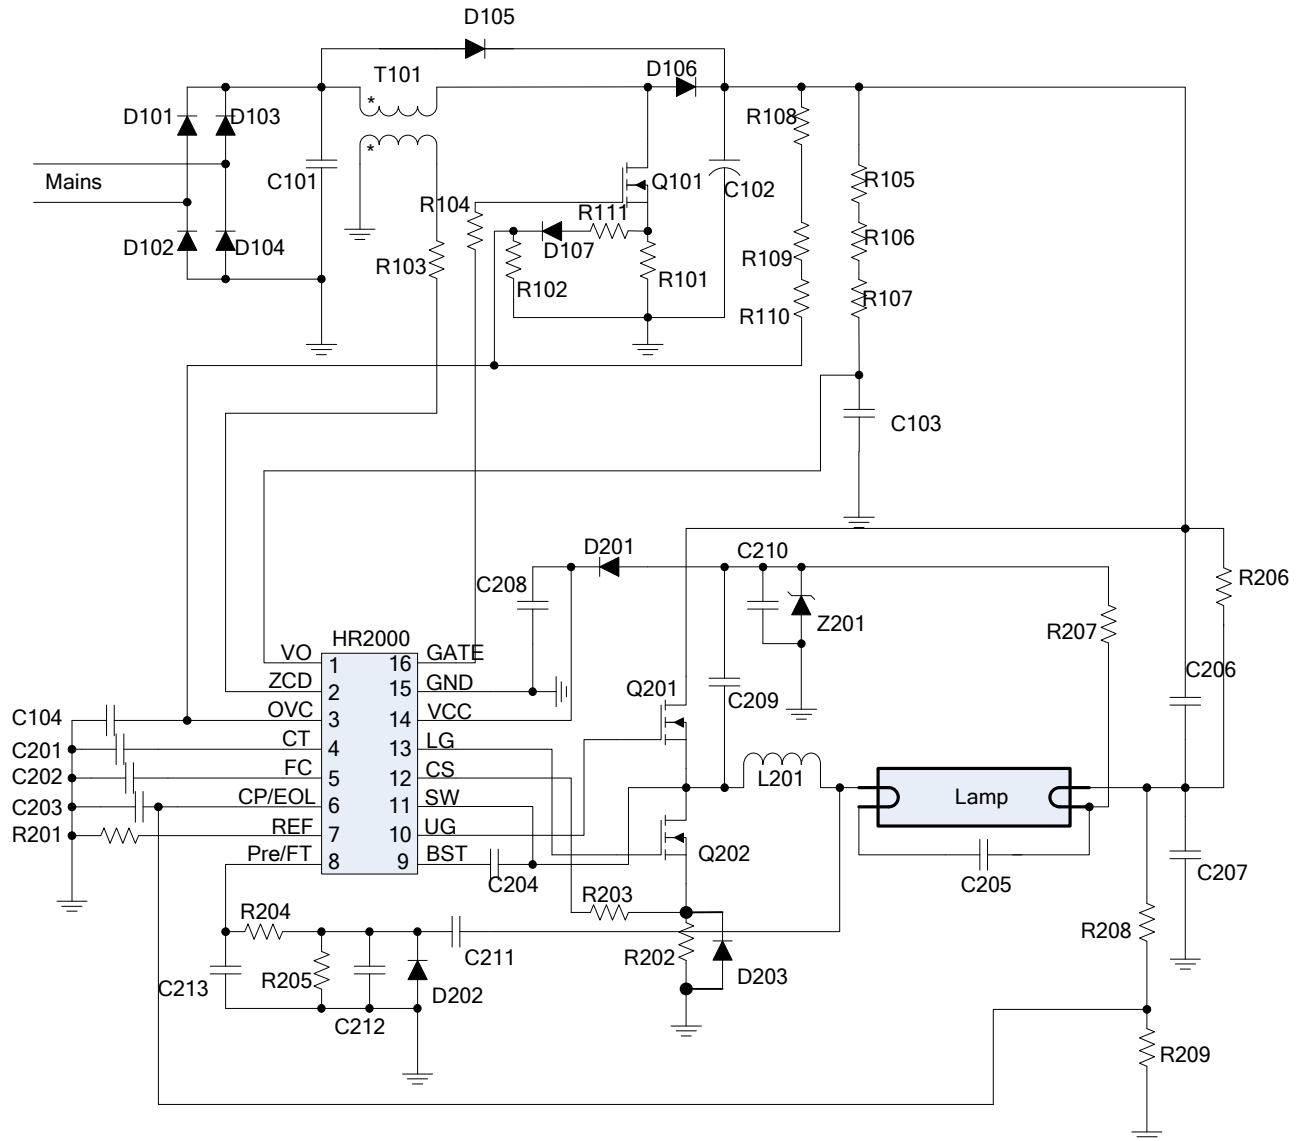 D105
T101
D106
*
D101
D103
R108
*
Mains
C101
Q101
C102
R105
R104
R111
D102
D104
D107
R106
R103
R109
R102
R101
R107
R110
C103
D201
C210
C208
R206
Z201
R207
HR2000
VO 1 16 GATE
ZCD 2 15 GND
Q201
C206
C209
C104
OVC 3 14 VCC
C201
CT 4 13 LG
C202
FC 5 12 CS
L201
Lamp
C203
CP/EOL 6 11 SW
R201
REF 7 10 UG
Pre/FT 8 9 BST
Q202
C204
C205
C207
R203
R204
R208
C211
R202
D203
C213
R205
D202
C212
R209